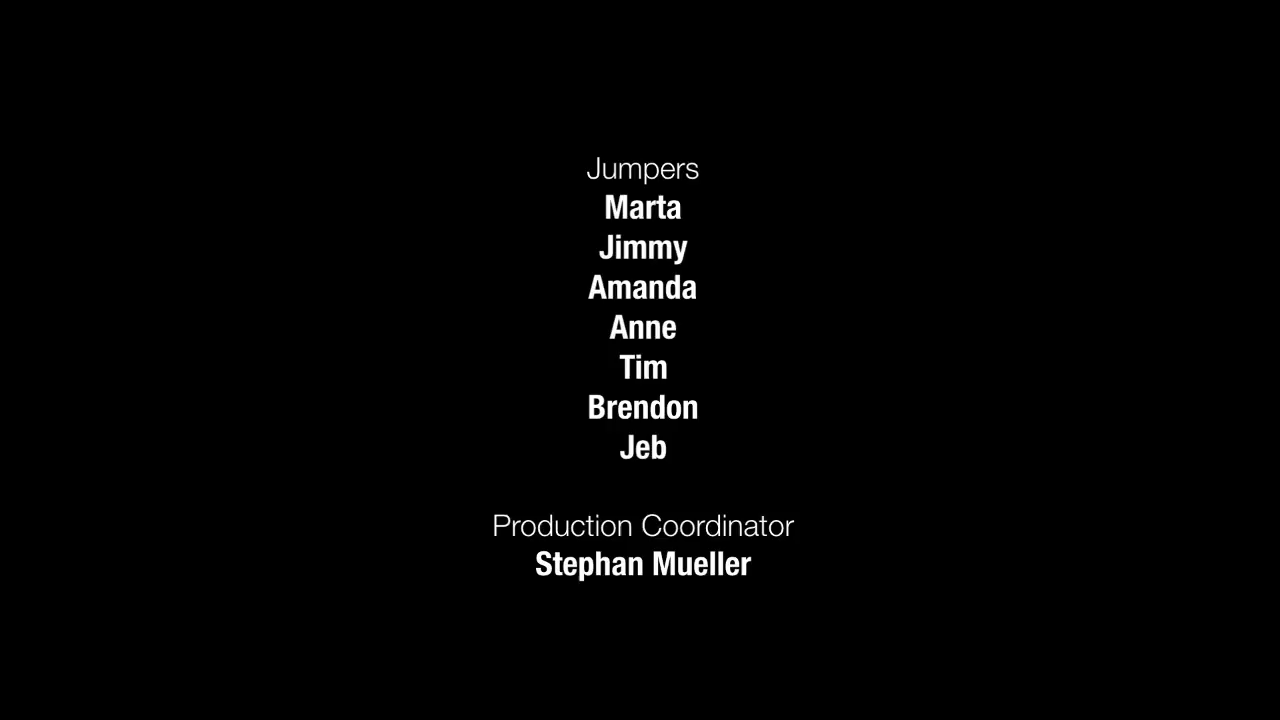 Jumpers
Marta
Jimmy
Amanda
Anne
Tim
Brendon
Jeb
Production Coordinator
Stephan Mueller